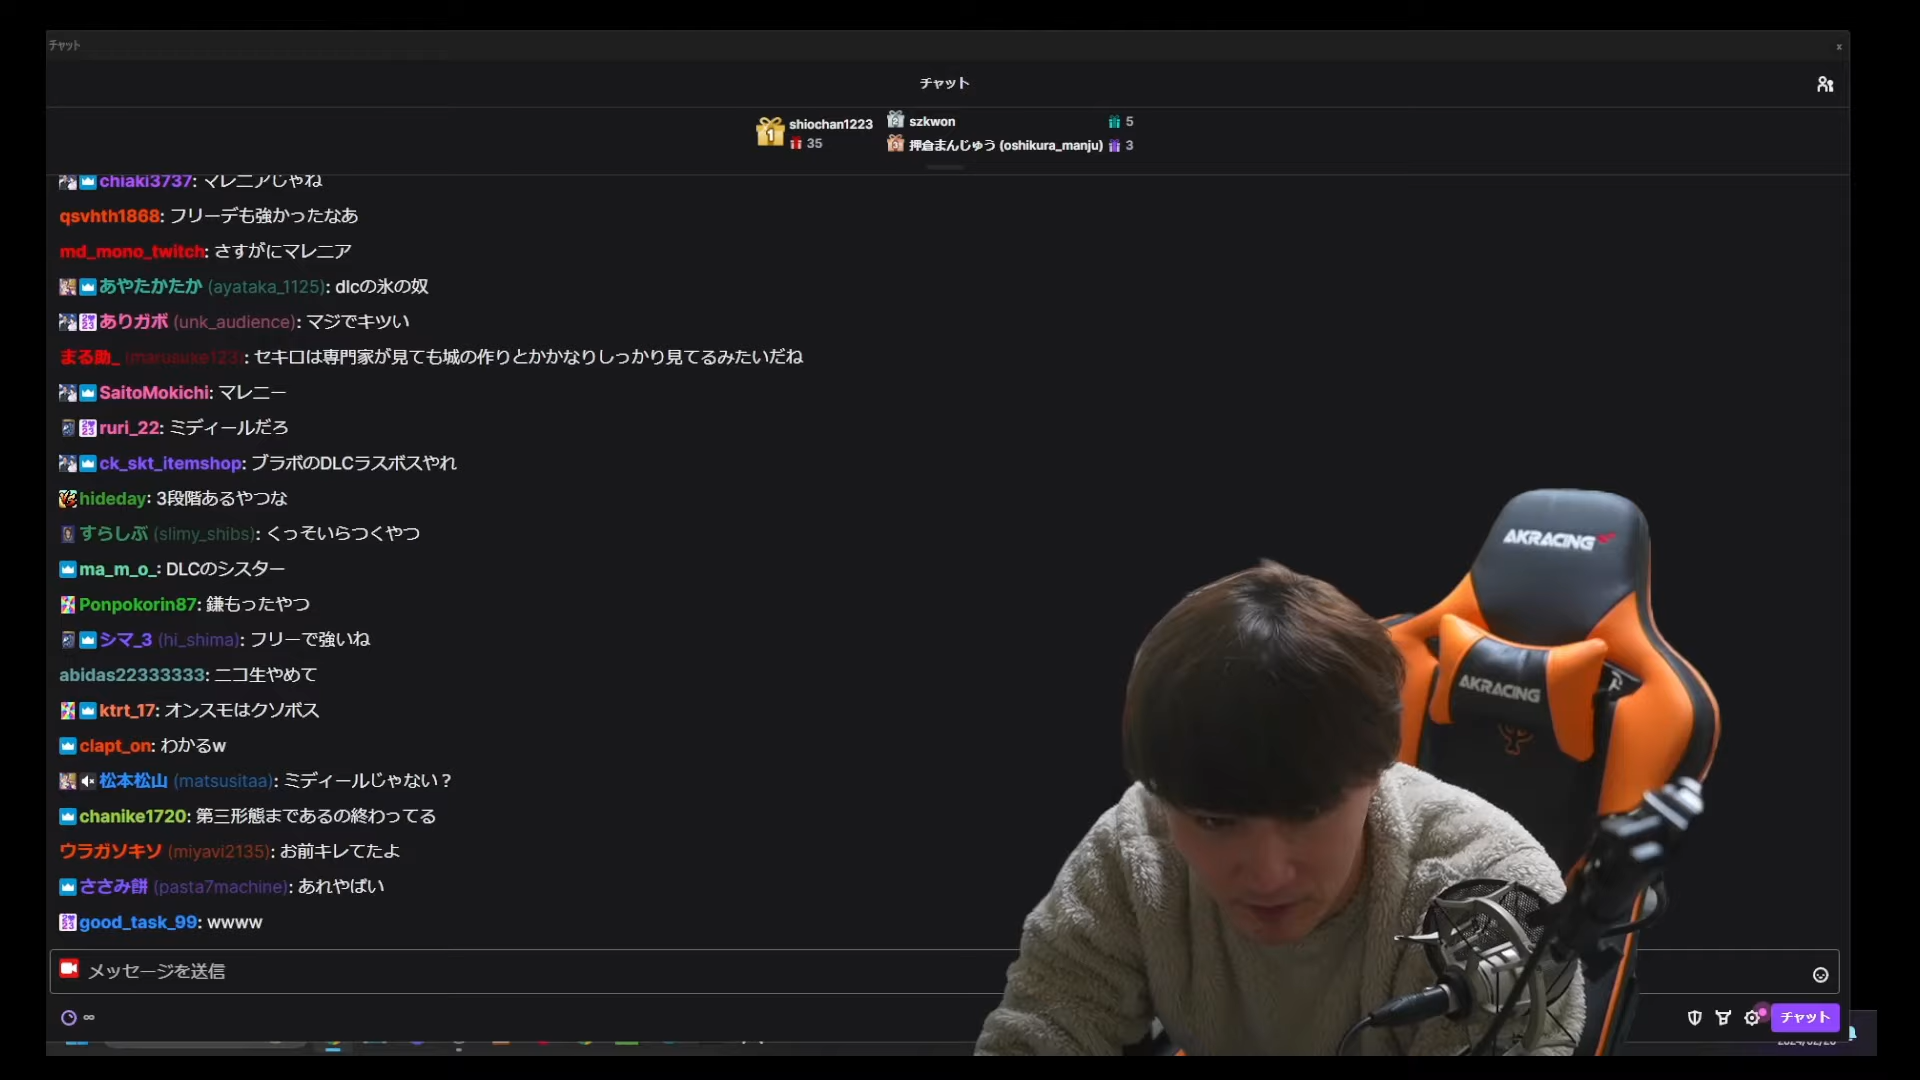 チャット
x
チャット
1 shiochan1223
35
2 szkwon 5
3 押倉まんじゅう (oshikura_manju) 3
chiaki3737: マレニアじゃね
qsvhth1868: フリーデも強かったなあ
md_mono_twitch: さすがにマレニア
あやたかたか (ayataka_1125): dlcの氷の奴
ありガボ (unk_audience): マジでキツい
まる助_ (marusuke123): セキロは専門家が見ても城の作りとかかなりしっかり見てるみたいだね
SaitoMokichi: マレニー
ruri_22: ミディールだろ
ck_skt_itemshop: ブラボのDLCラスボスやれ
hideday: 3段階あるやつな
すらしぶ (slimy_shibs): くっそいらつくやつ
ma_m_o_: DLCのシスター
Ponpokorin87: 鎌もったやつ
シマ_3 (hi_shima): フリーで強いね
abidas22333333: ニコ生やめて
ktrt_17: オンスモはクソボス
clapt_on: わかるw
松本松山 (matsusitaa): ミディールじゃない？
chanike1720: 第三形態まであるの終わってる
ウラガソキソ (miyavi2135): お前キレてたよ
ささみ餅 (pasta7machine): あれやばい
good_task_99: wwww
メッセージを送信
∞
チャット
AKRACING
AKRACING